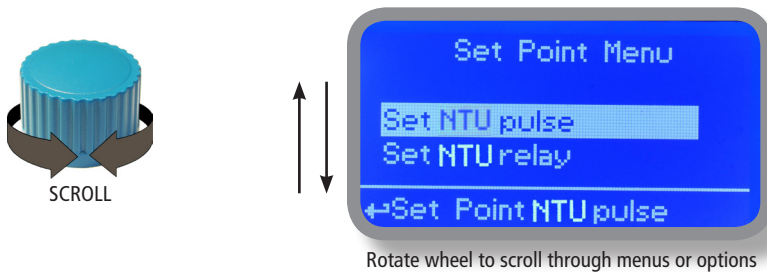 SCROLL
Set Point Menu
Set NTU pulse
Set NTU relay
↵Set Point NTU pulse
Rotate wheel to scroll through menus or options